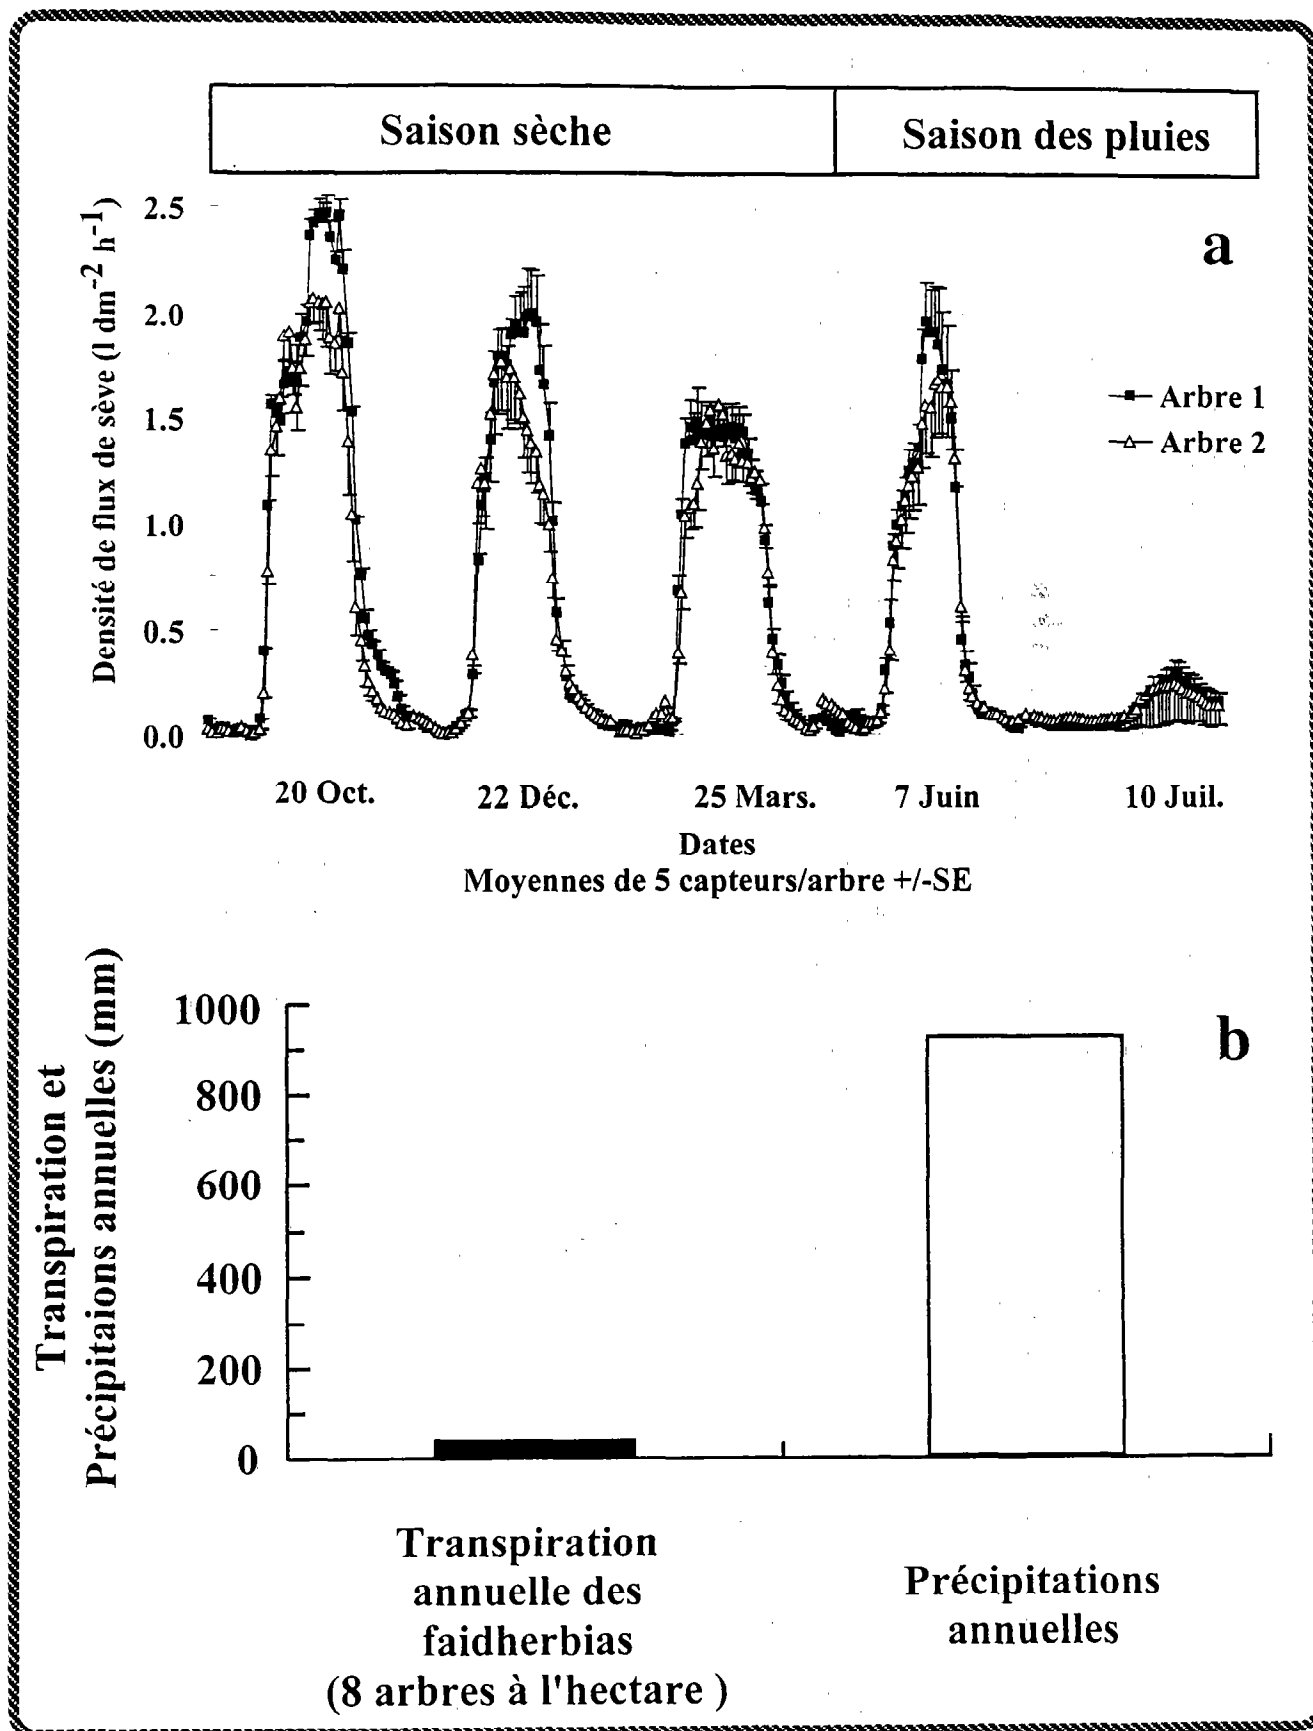 Saison sèche
Saison des pluies
Densité de flux de sève (l dm⁻² h⁻¹)
2.5
2.0
1.5
1.0
0.5
0.0
a
Arbre 1
Arbre 2
20 Oct.
22 Déc.
25 Mars.
7 Juin
10 Juil.
Dates
Moyennes de 5 capteurs/arbre +/-SE
Transpiration et
Précipitaions annuelles (mm)
1000
800
600
400
200
0
b
Transpiration
annuelle des
faidherbias
(8 arbres à l'hectare )
Précipitations
annuelles